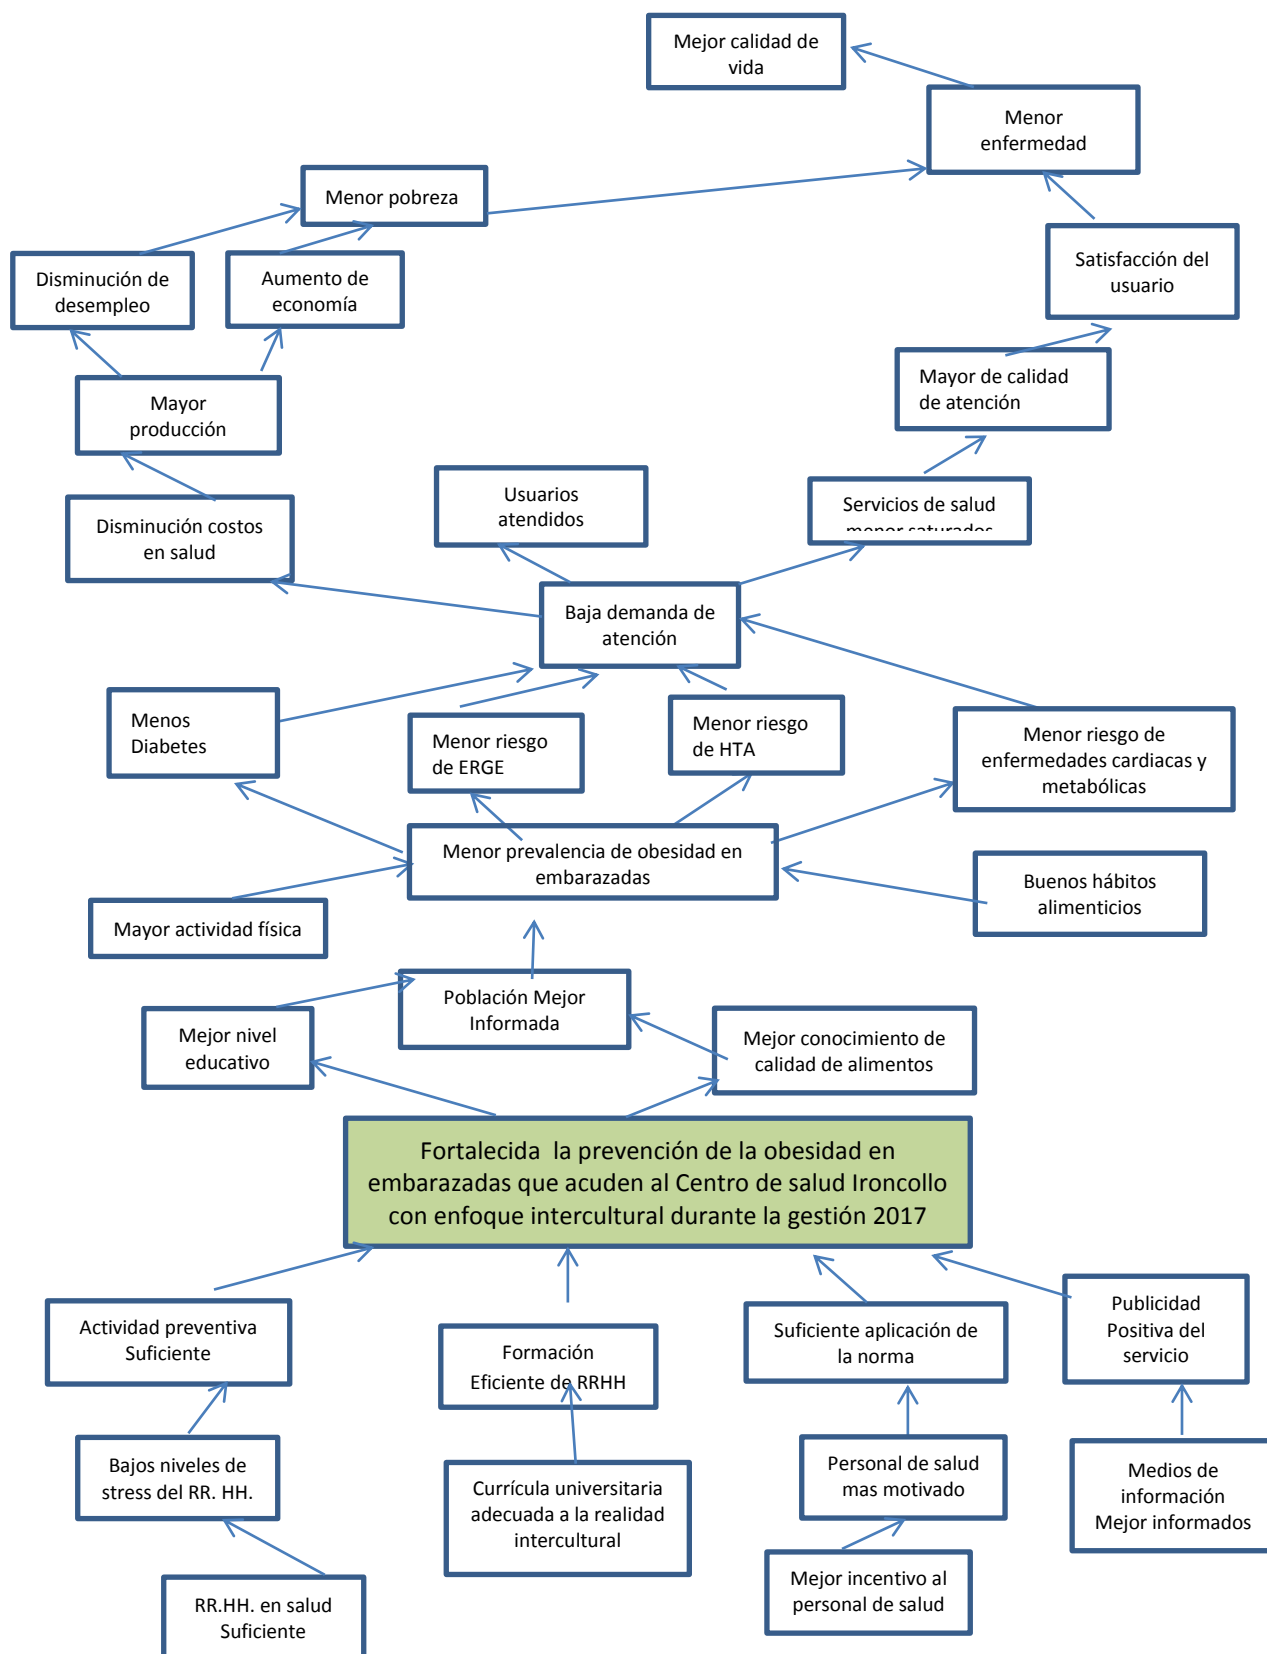 Mejor calidad de
vida
Menor
enfermedad
Menor pobreza
Disminución de
desempleo
Aumento de
economía
Satisfacción del
usuario
Mayor
producción
Mayor de calidad
de atención
Usuarios
atendidos
Servicios de salud
menor saturados
Disminución costos
en salud
Baja demanda de
atención
Menos
Diabetes
Menor riesgo
de ERGE
Menor riesgo
de HTA
Menor riesgo de
enfermedades cardiacas y
metabólicas
Menor prevalencia de obesidad en
embarazadas
Buenos hábitos
alimenticios
Mayor actividad física
Población Mejor
Informada
Mejor nivel
educativo
Mejor conocimiento de
calidad de alimentos
Fortalecida la prevención de la obesidad en
embarazadas que acuden al Centro de salud Ironcollo
con enfoque intercultural durante la gestión 2017
Actividad preventiva
Suficiente
Formación
Eficiente de RRHH
Suficiente aplicación de
la norma
Publicidad
Positiva del
servicio
Bajos niveles de
stress del RR. HH.
Currícula universitaria
adecuada a la realidad
intercultural
Personal de salud
mas motivado
Medios de
información
Mejor informados
RR.HH. en salud
Suficiente
Mejor incentivo al
personal de salud